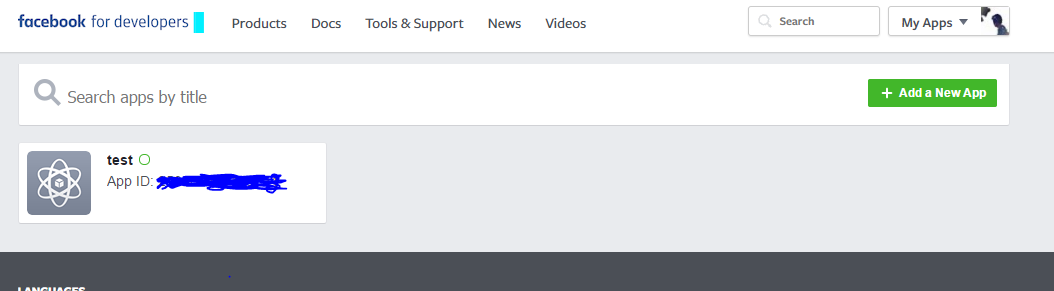 facebook for developers Products Docs Tools & Support News Videos Search My Apps
Search apps by title + Add a New App
test
App ID:
LANGUAGES